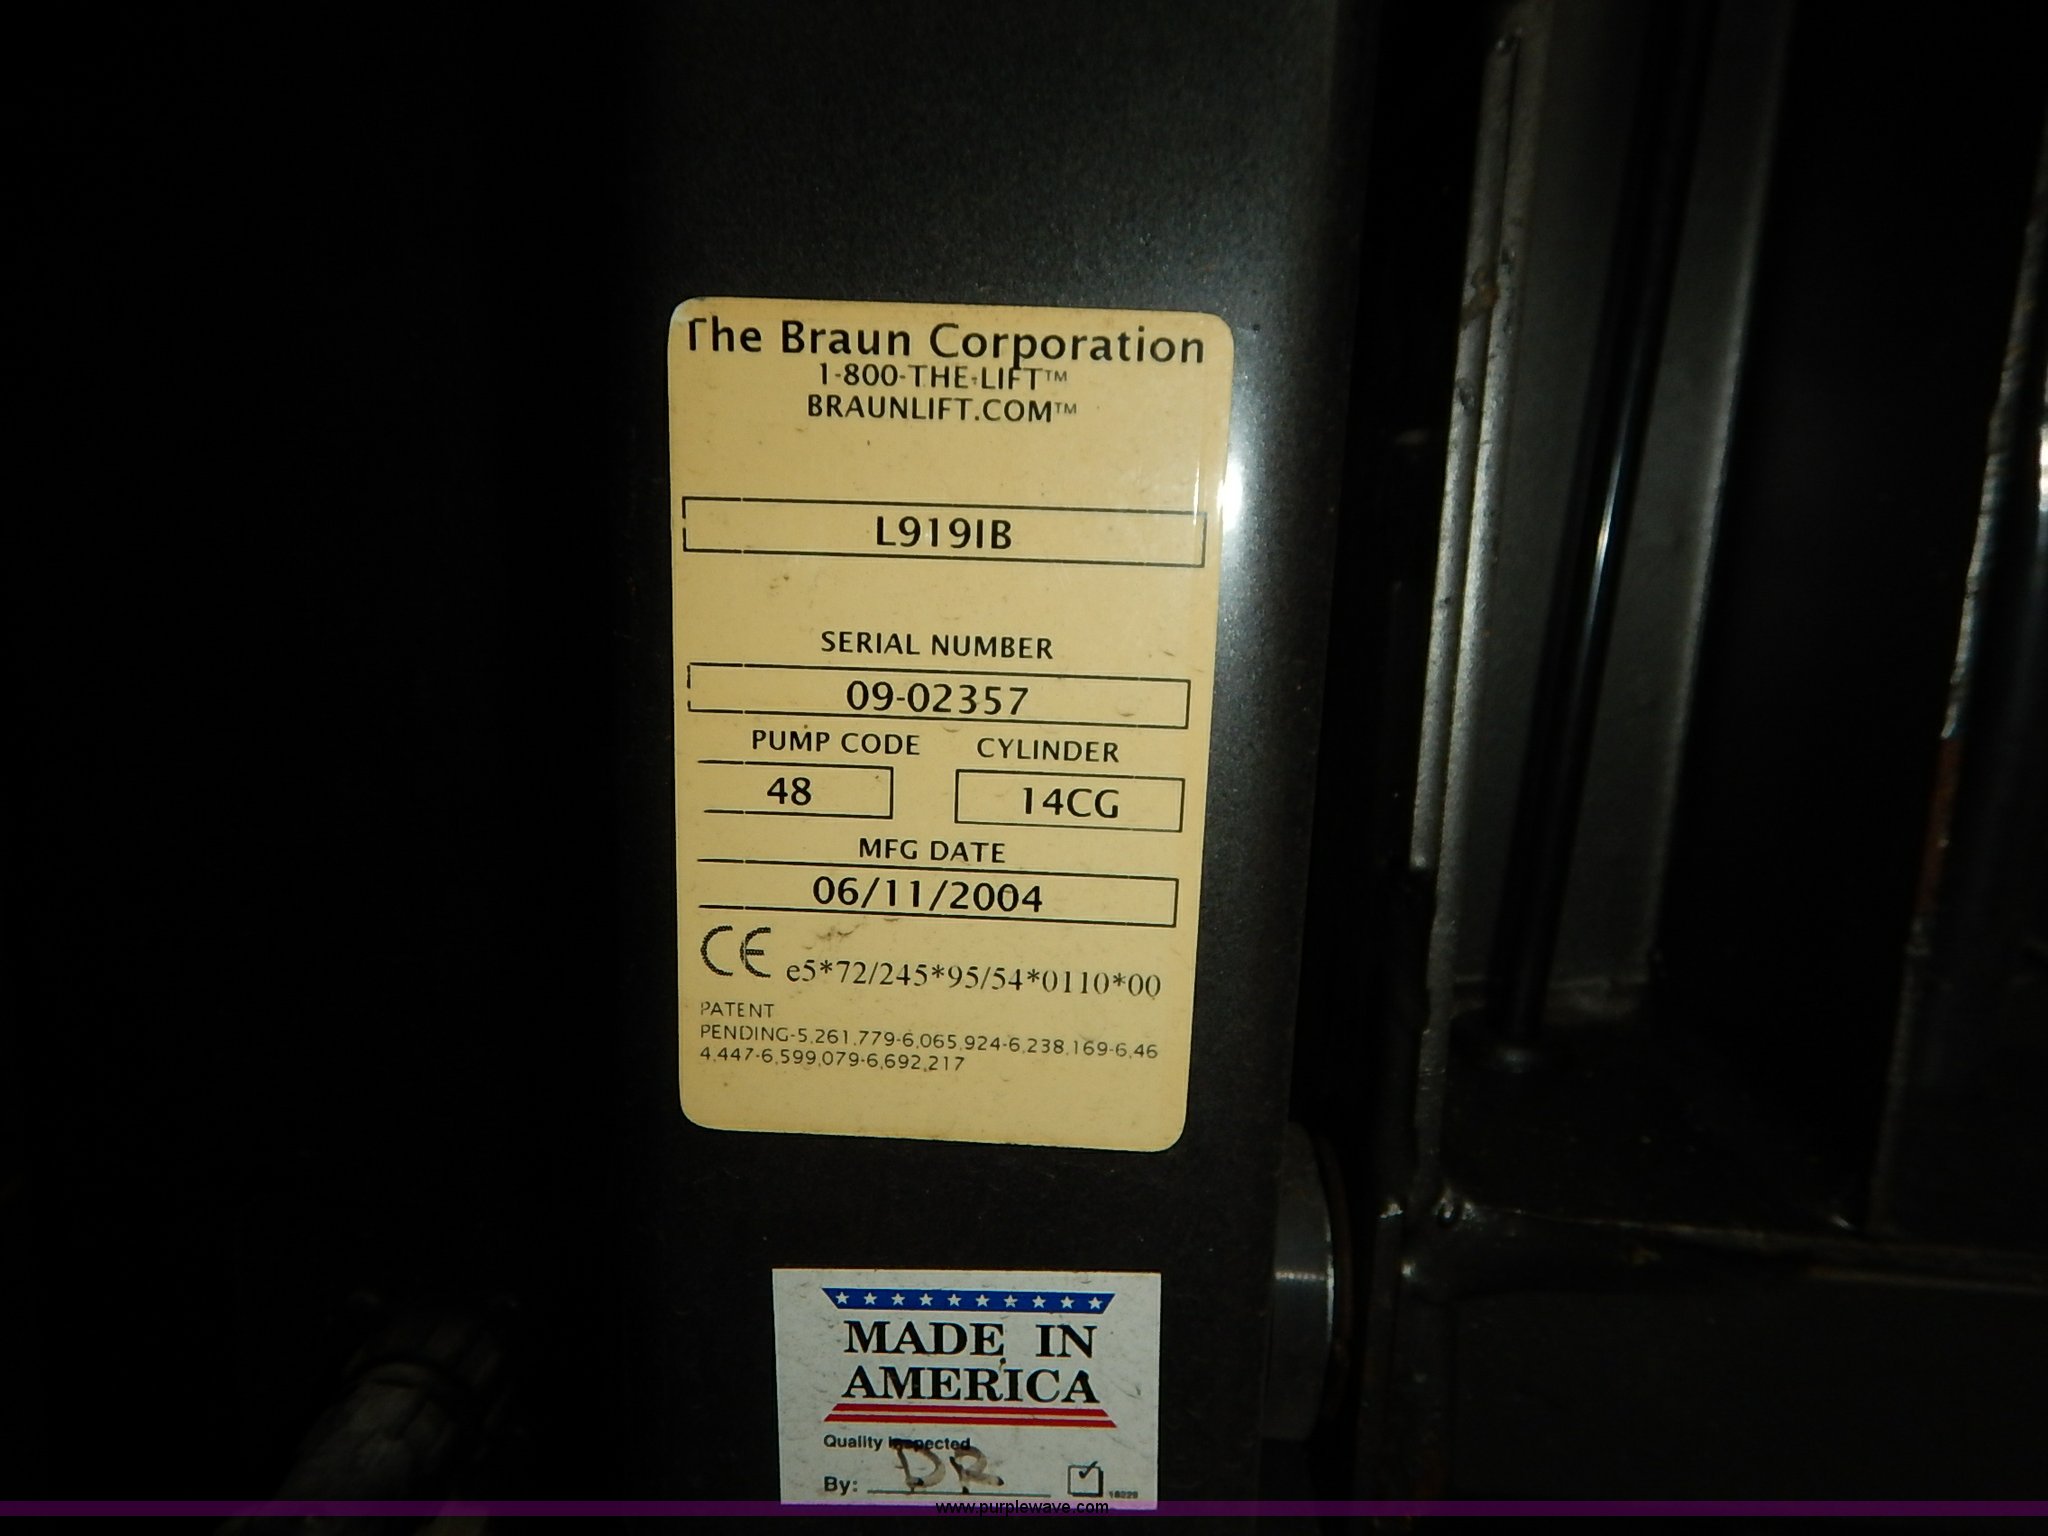 The Braun Corporation
1-800-THE-LIFT™
BRAUNLIFT.COM™
L919IB
SERIAL NUMBER
09-02357
PUMP CODE CYLINDER
48 14CG
MFG DATE
06/11/2004
CE e5*72/245*95/54*0110*00
PATENT
PENDING-5,261,779-6,065,924-6,238,169-6,46
4,447-6,599,079-6,692,217
MADE IN
AMERICA
Quality Inspected
By: DR
www.purplewave.com